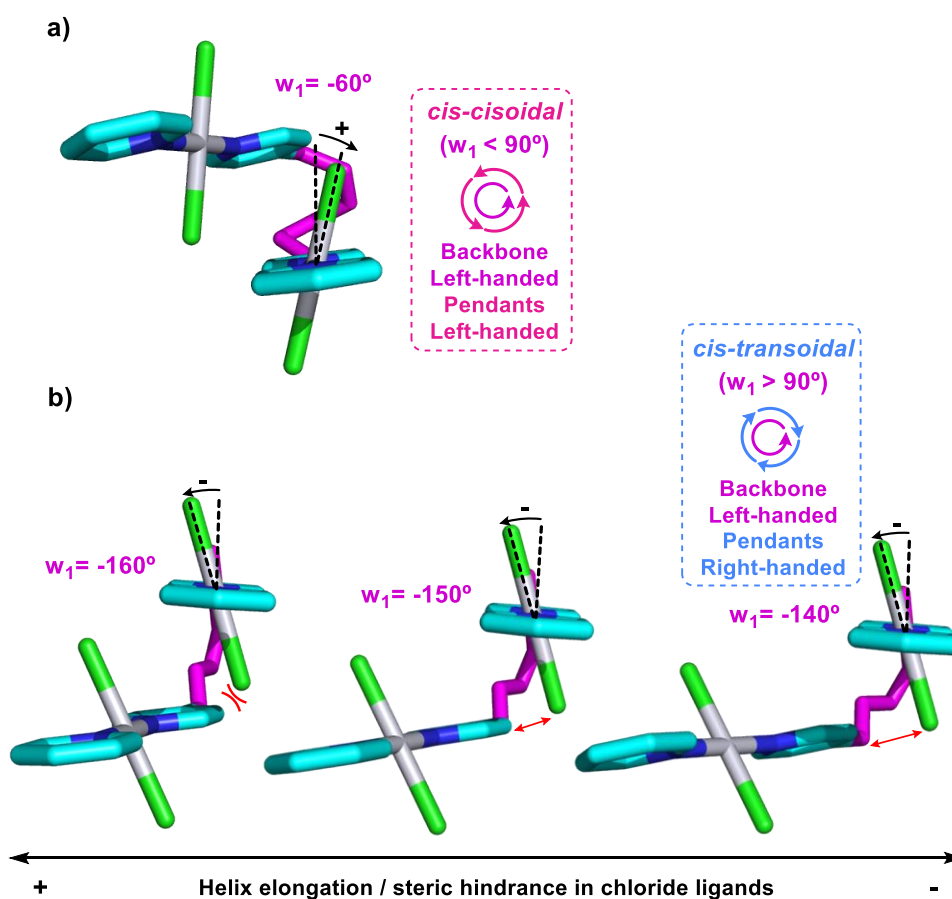 a)
w1= -60º
+
cis-cisoidal
(w1 < 90º)
Backbone
Left-handed
Pendants
Left-handed
b)
cis-transoidal
(w1 > 90º)
Backbone
Left-handed
Pendants
Right-handed
-
w1= -160º
-
w1= -150º
-
w1= -140º
+ Helix elongation / steric hindrance in chloride ligands -